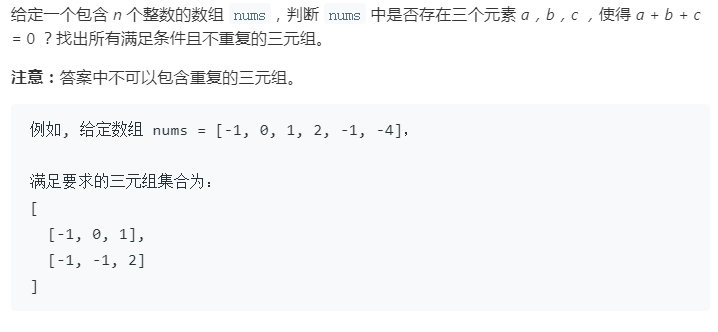 给定一个包含 n 个整数的数组 nums ，判断 nums 中是否存在三个元素 a，b，c ，使得 a + b + c
= 0 ？找出所有满足条件且不重复的三元组。
注意：答案中不可以包含重复的三元组。
例如, 给定数组 nums = [-1, 0, 1, 2, -1, -4]，
满足要求的三元组集合为：
[
[-1, 0, 1],
[-1, -1, 2]
]